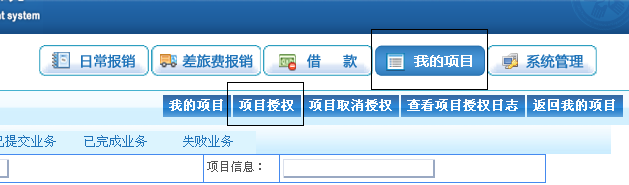 nt system
日常报销 差旅费报销 借 款 我的项目 系统管理
我的项目 项目授权 项目取消授权 查看项目授权日志 返回我的项目
已提交业务 已完成业务 失败业务
项目信息：